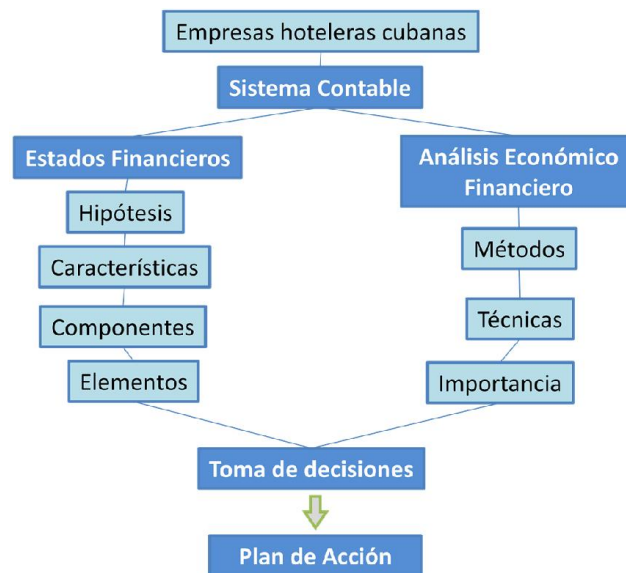 Empresas hoteleras cubanas
Sistema Contable
Estados Financieros
Hipótesis
Característícas
Componentes
Elementos
Análisis Económico
Financiero
Métodos
Técnicas
Importancia
Toma de decisiones
Plan de Acción